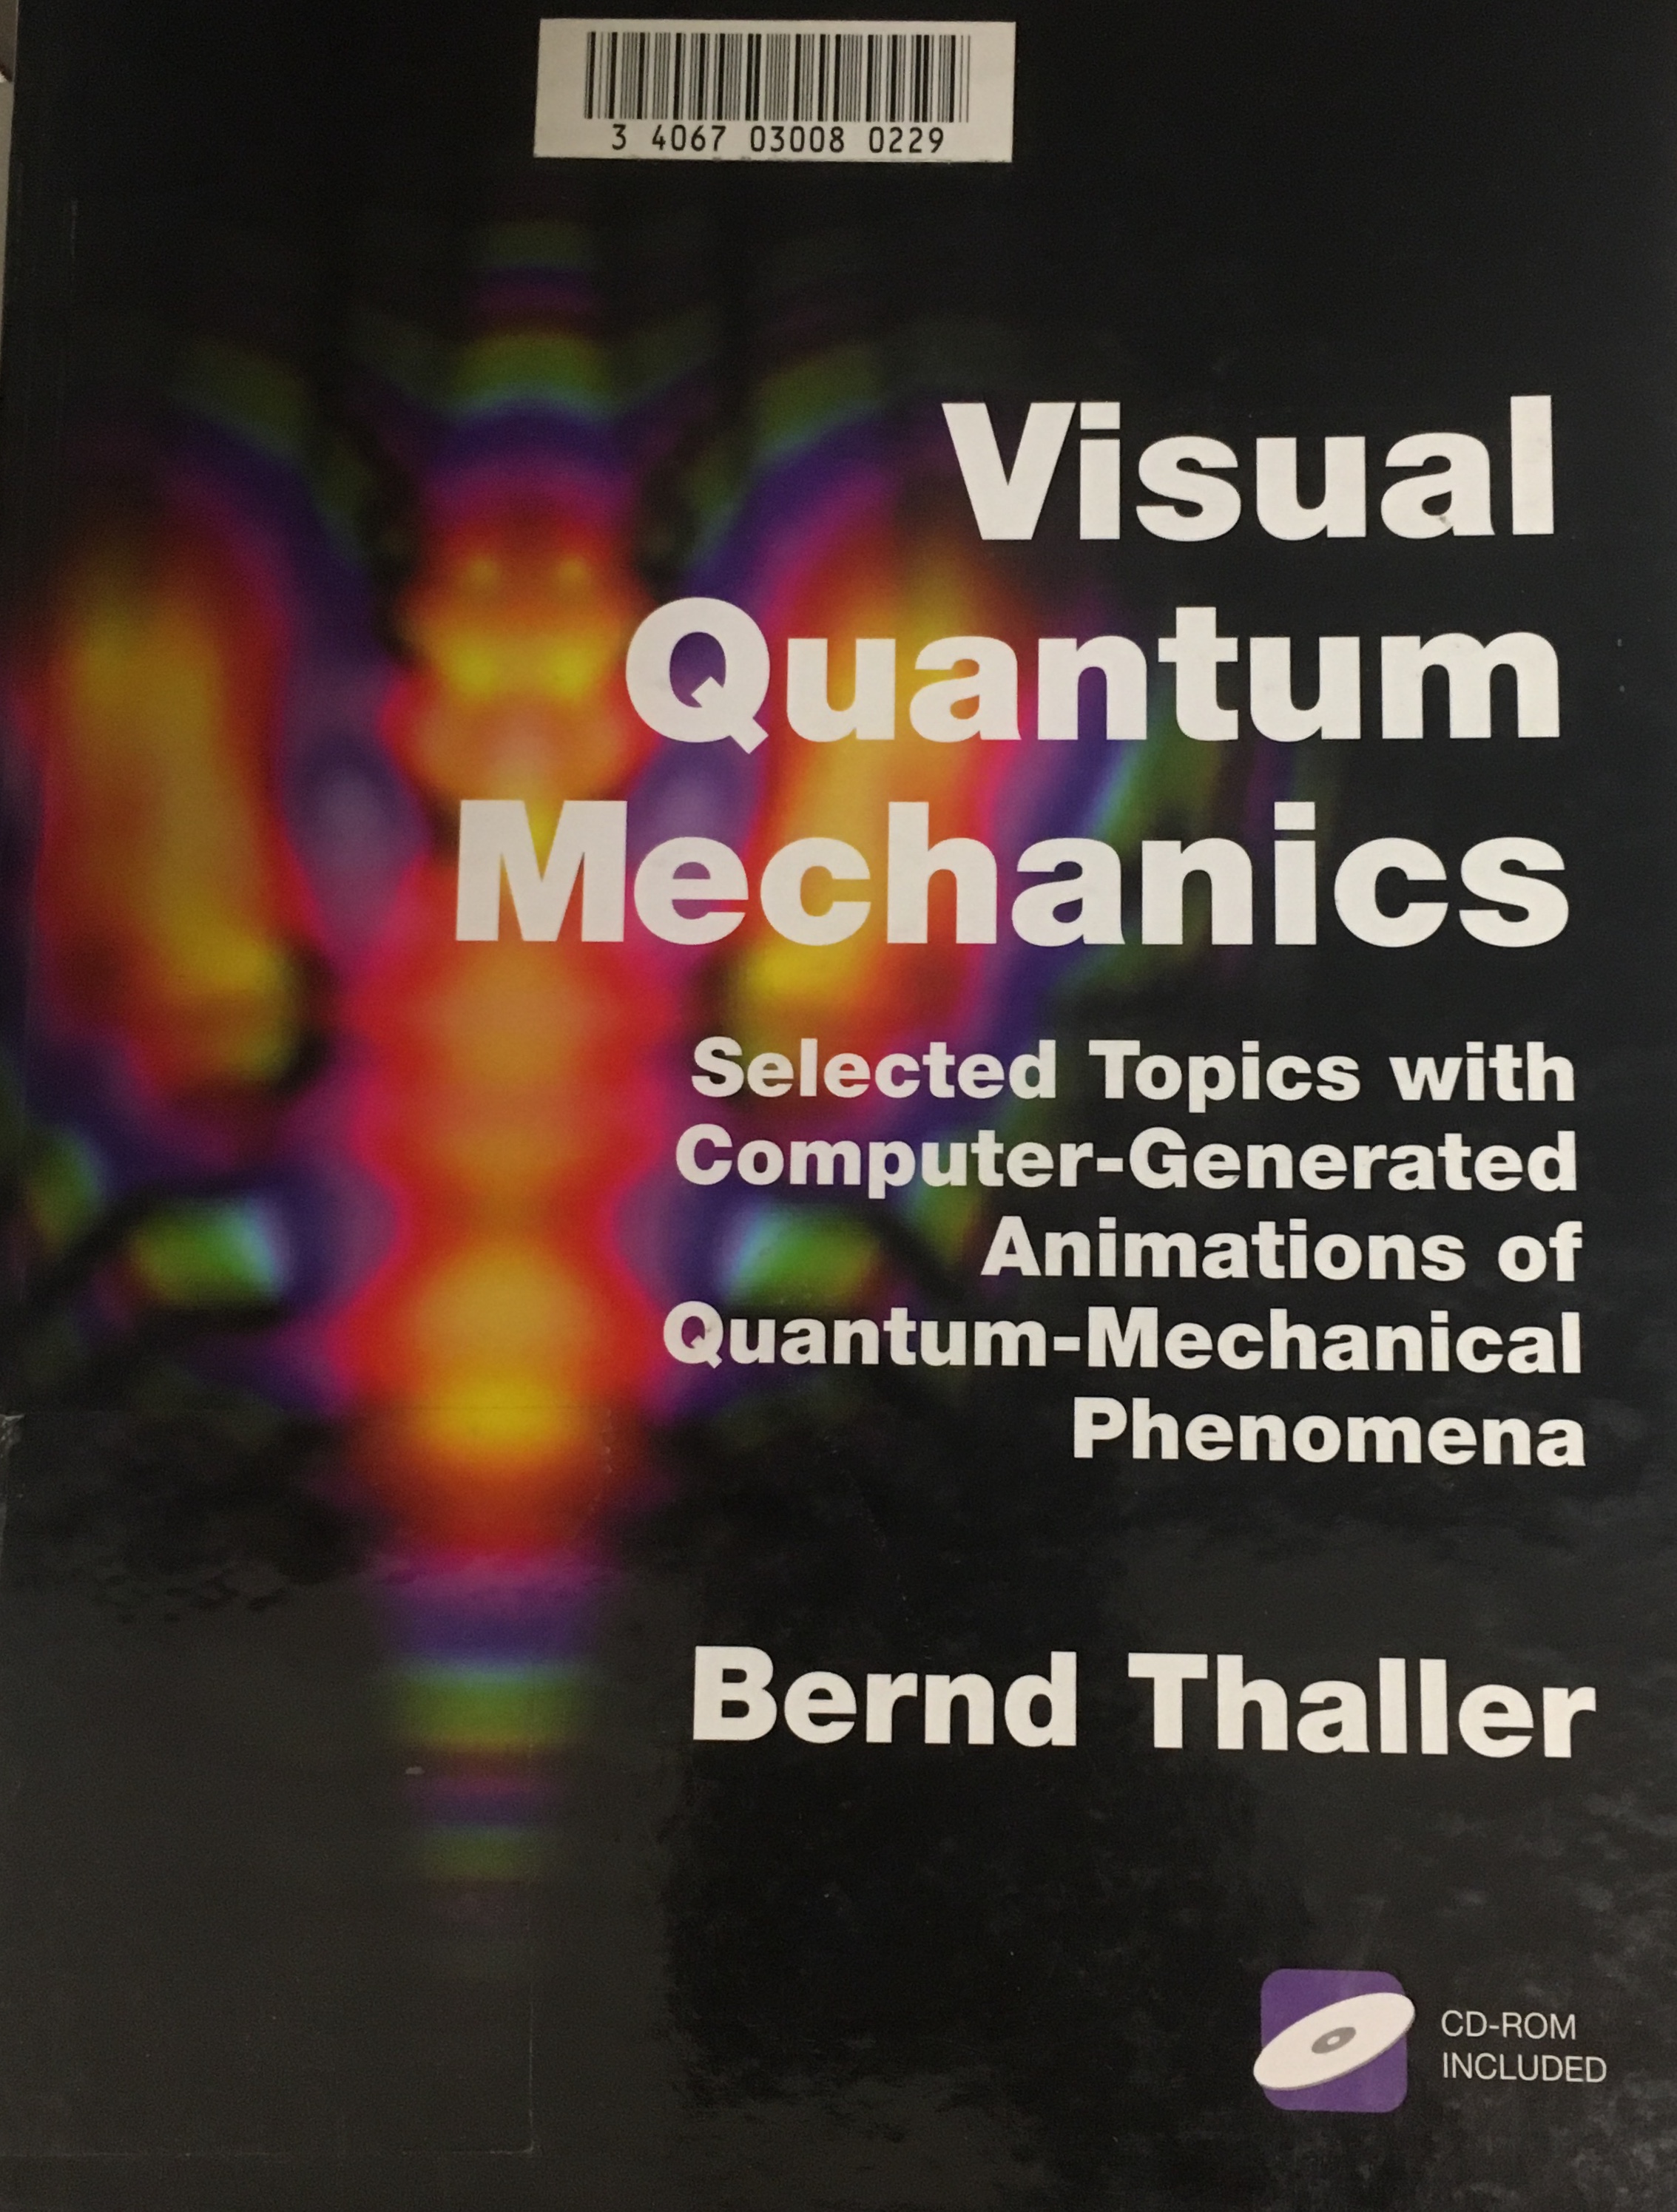 3 4067 03008 0229
Visual
Quantum
Mechanics
Selected Topics with
Computer-Generated
Animations of
Quantum-Mechanical
Phenomena
Bernd Thaller
CD-ROM
INCLUDED